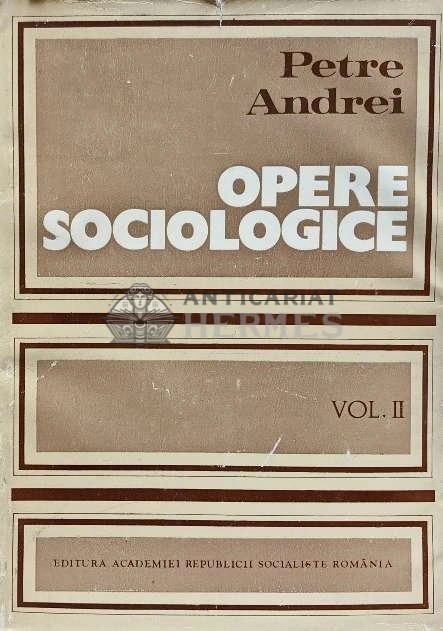 Petre
Andrei
OPERE
SOCIOLOGICE
ANTICARIAT
HERMES
VOL. II
EDITURA ACADEMIEI REPUBLICII SOCIALISTE ROMÂNIA